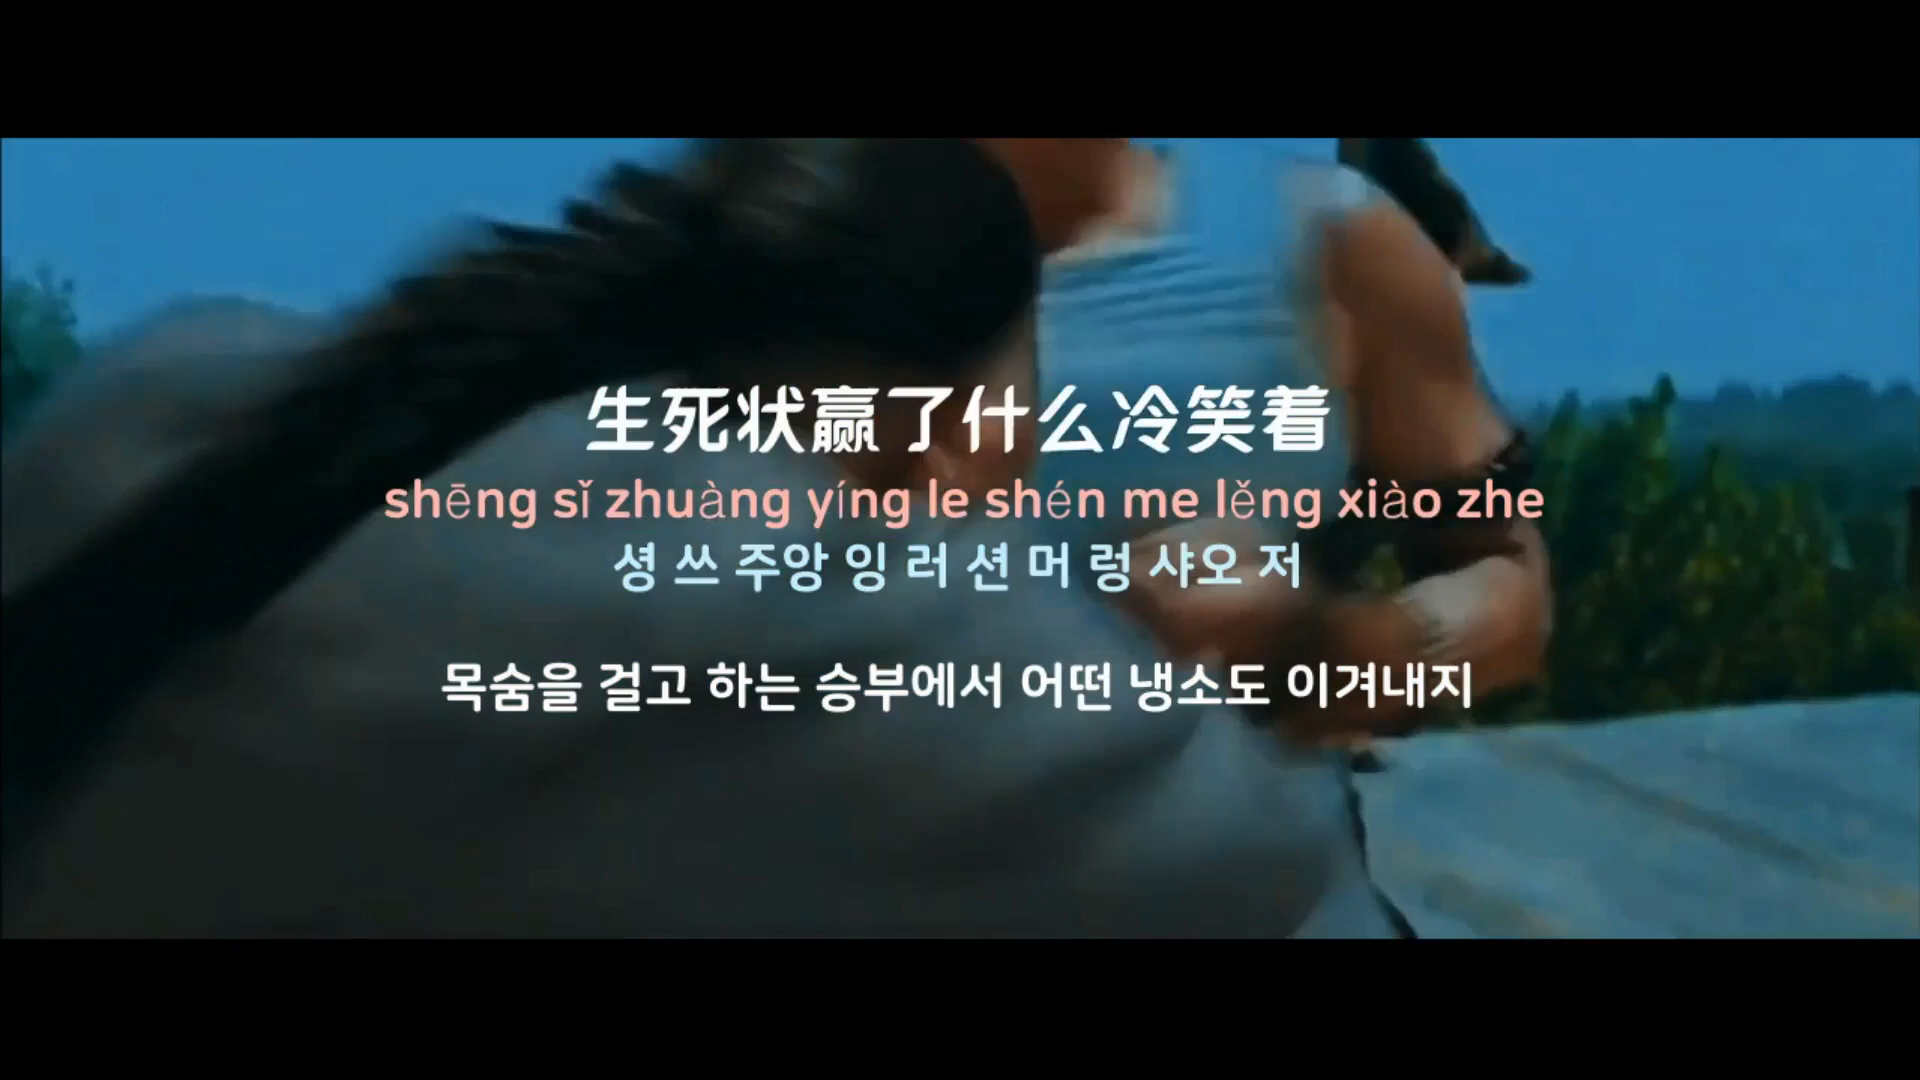 生死状赢了什么冷笑着
shēng sǐ zhuàng yíng le shén me lěng xiào zhe
셩 쓰 주앙 잉 러 션 머 렁 샤오 저
목숨을 걸고 하는 승부에서 어떤 냉소도 이겨내지